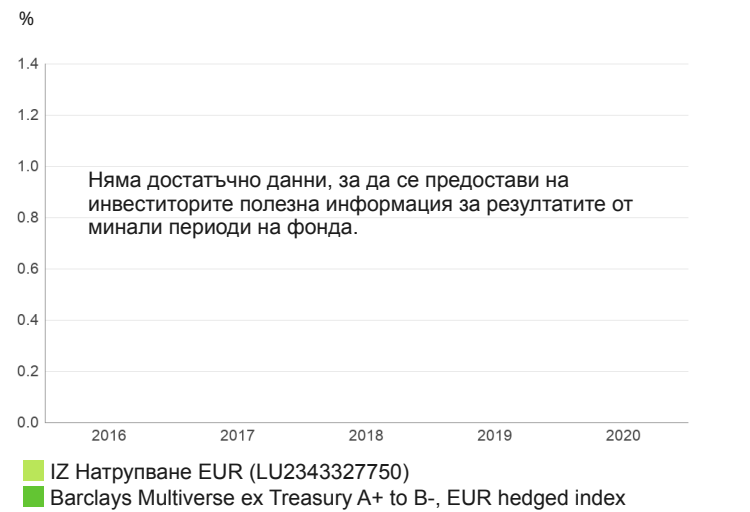 %
1.4
1.2
1.0
Няма достатъчно данни, за да се предостави на
инвеститорите полезна информация за резултатите от
0.8
минали периоди на фонда.
0.6
0.4
0.2
0.0
2016 2017 2018 2019 2020
IZ Натрупване EUR (LU2343327750)
Barclays Multiverse ex Treasury A+ to B-, EUR hedged index